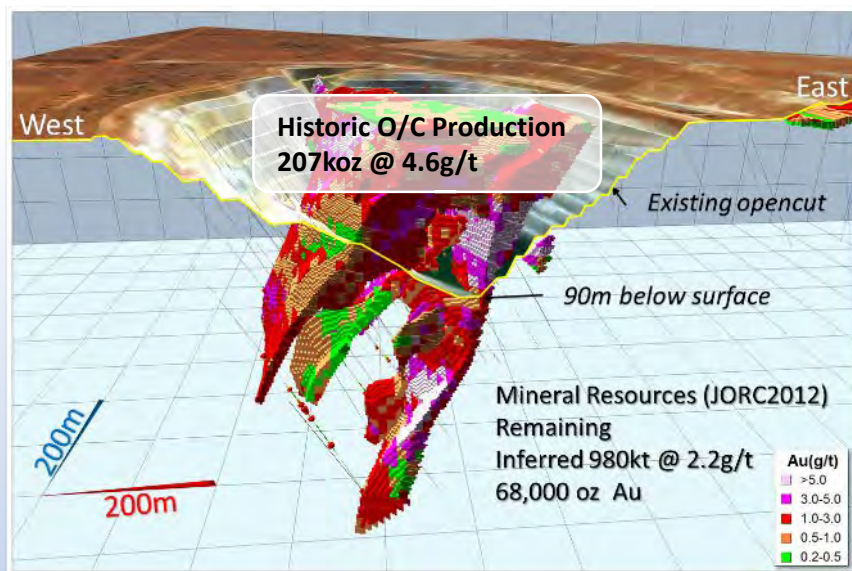 East
West
Historic O/C Production
207koz @ 4.6g/t
Existing opencut
90m below surface
Mineral Resources (JORC2012)
Remaining
Inferred 980kt @ 2.2g/t
68,000 oz Au
200m
200m
Au(g/t)
>5.0
3.0-5.0
1.0-3.0
0.5-1.0
0.2-0.5